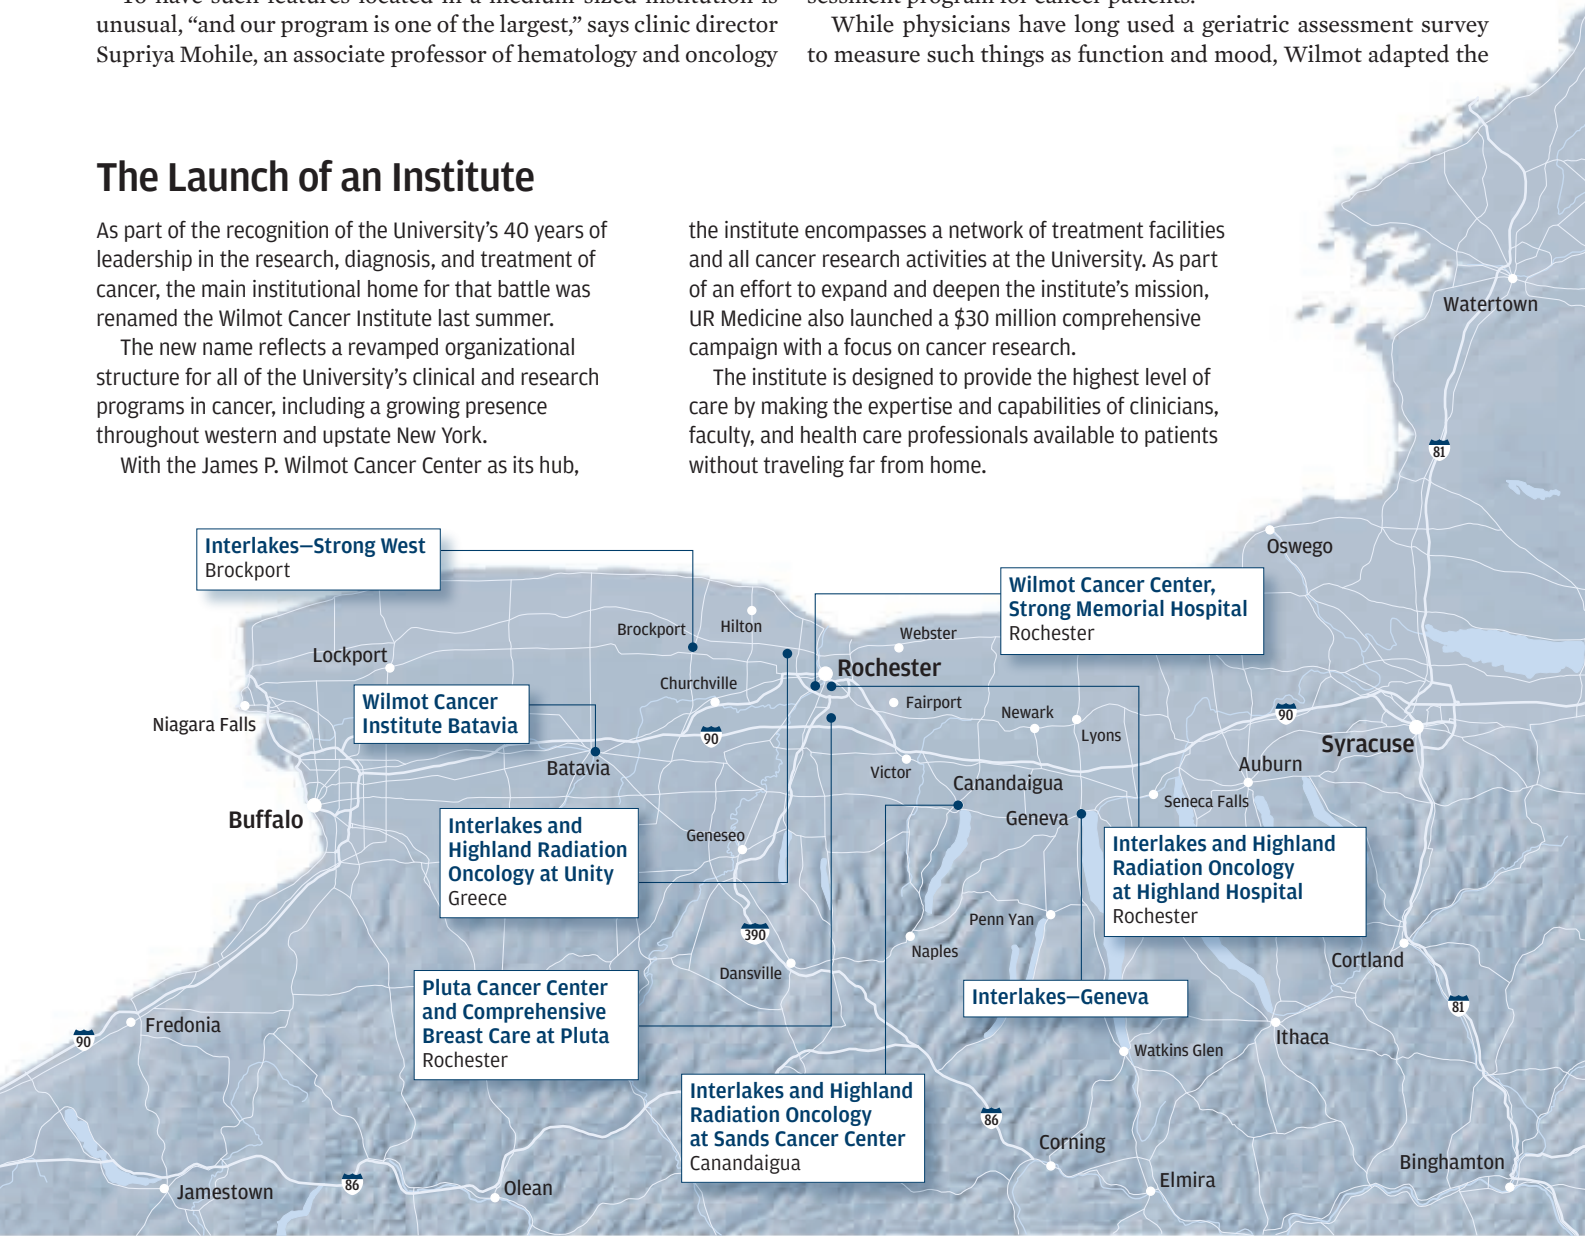 To have such features located in a medium-sized institution is
unusual, “and our program is one of the largest,” says clinic director
Supriya Mohile, an associate professor of hematology and oncology
sessment program for cancer patients.
While physicians have long used a geriatric assessment survey
to measure such things as function and mood, Wilmot adapted the
The Launch of an Institute
As part of the recognition of the University’s 40 years of
leadership in the research, diagnosis, and treatment of
cancer, the main institutional home for that battle was
renamed the Wilmot Cancer Institute last summer.
The new name reflects a revamped organizational
structure for all of the University’s clinical and research
programs in cancer, including a growing presence
throughout western and upstate New York.
With the James P. Wilmot Cancer Center as its hub,
the institute encompasses a network of treatment facilities
and all cancer research activities at the University. As part
of an effort to expand and deepen the institute’s mission,
UR Medicine also launched a $30 million comprehensive
campaign with a focus on cancer research.
The institute is designed to provide the highest level of
care by making the expertise and capabilities of clinicians,
faculty, and health care professionals available to patients
without traveling far from home.
Watertown
81
Oswego
Interlakes—Strong West
Brockport
Wilmot Cancer Center,
Strong Memorial Hospital
Rochester
Brockport
Hilton
Webster
Lockport
Rochester
Churchville
Fairport
Wilmot Cancer
Institute Batavia
Niagara Falls
90
Newark
Lyons
90
Syracuse
Batavia
Victor
Auburn
Canandaigua
Seneca Falls
Buffalo
Geneva
Interlakes and
Highland Radiation
Oncology at Unity
Greece
Geneseo
Interlakes and Highland
Radiation Oncology
at Highland Hospital
Rochester
Penn Yan
390
Naples
Dansville
Cortland
Pluta Cancer Center
and Comprehensive
Breast Care at Pluta
Rochester
Interlakes—Geneva
81
Fredonia
90
Ithaca
Watkins Glen
Interlakes and Highland
Radiation Oncology
at Sands Cancer Center
Canandaigua
86
Corning
Binghamton
Elmira
86
Jamestown
Olean